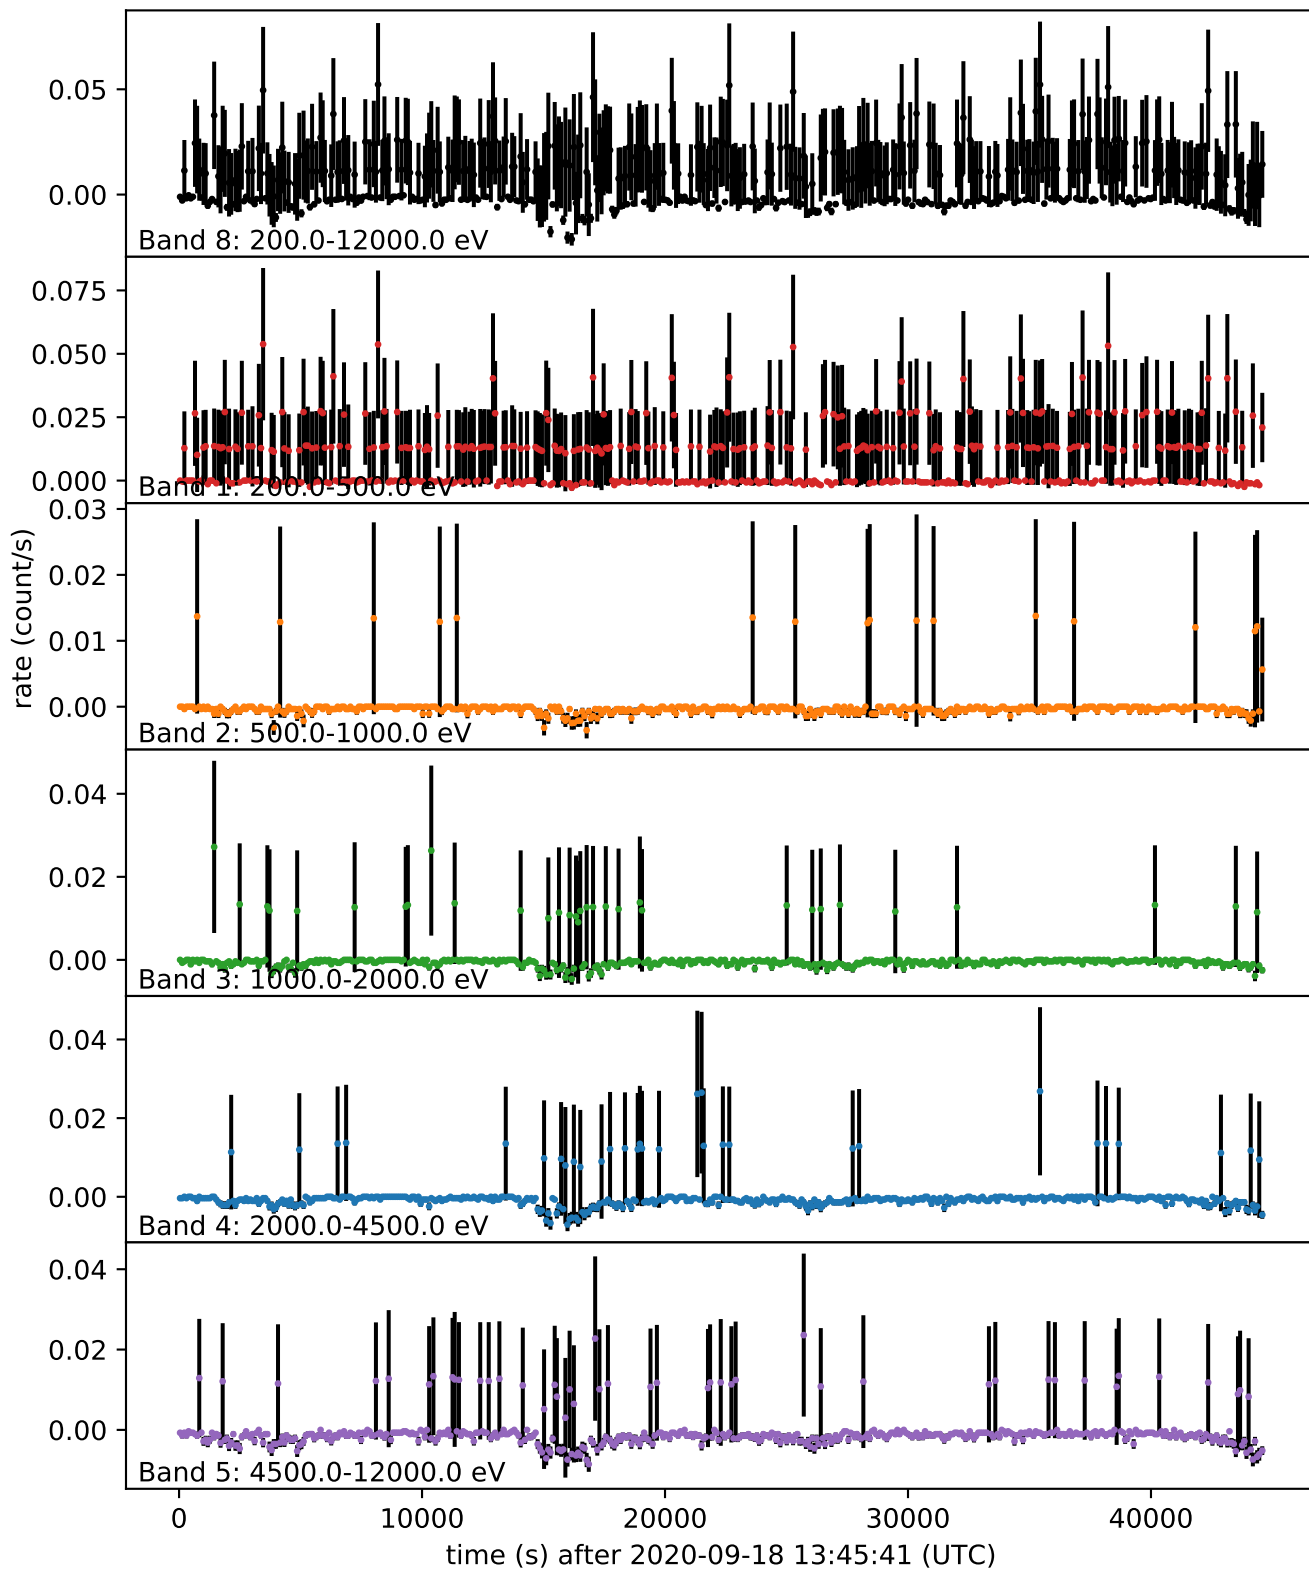 0.05
0.00
Band 8: 200.0-12000.0 eV
0.075
0.050
0.025
0.000
Band 1: 200.0-500.0 eV
rate (count/s)
0.03
0.02
0.01
0.00
Band 2: 500.0-1000.0 eV
0.04
0.02
0.00
Band 3: 1000.0-2000.0 eV
0.04
0.02
0.00
Band 4: 2000.0-4500.0 eV
0.04
0.02
0.00
Band 5: 4500.0-12000.0 eV
0 10000 20000 30000 40000
time (s) after 2020-09-18 13:45:41 (UTC)